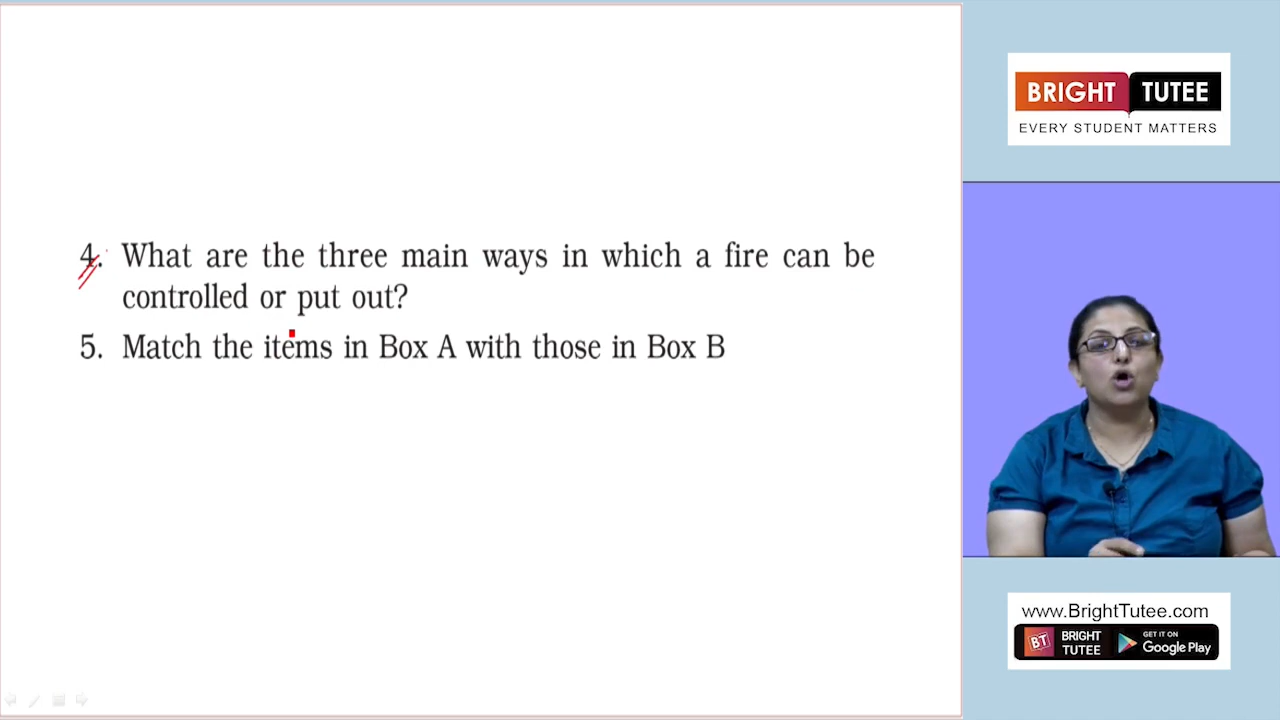 4. What are the three main ways in which a fire can be
controlled or put out?
5. Match the items in Box A with those in Box B
BRIGHT TUTEE
EVERY STUDENT MATTERS
www.BrightTutee.com
BT
BRIGHT
TUTEE
GET IT ON
Google Play